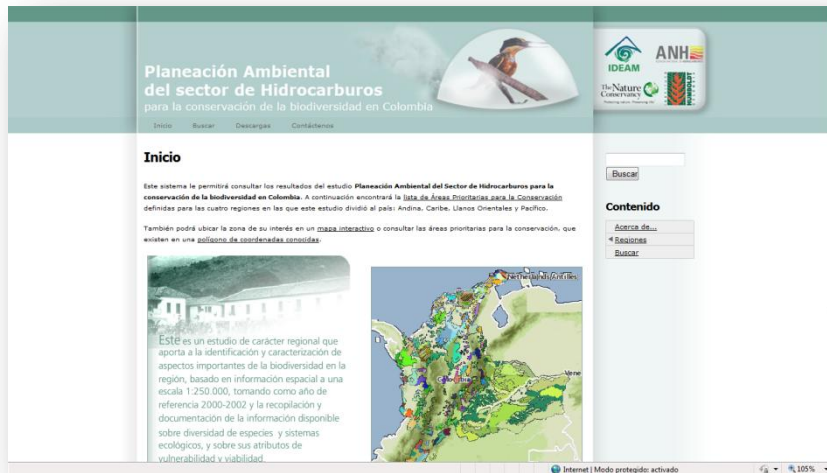 Planeación Ambiental
del sector de Hidrocarburos
para la conservación de la biodiversidad en Colombia
IDEAM
ANH
The Nature
Conservancy
HUMBOLDT
Inicio Buscar Descargas Contáctenos
Inicio
Este sistema le permitirá consultar los resultados del estudio Planeación Ambiental del Sector de Hidrocarburos para la
conservación de la biodiversidad en Colombia. A continuación encontrará la lista de Áreas Prioritarias para la Conservación
definidas para las cuatro regiones en las que este estudio dividió al país: Andina, Caribe, Llanos Orientales y Pacífico.
También podrá ubicar la zona de su interés en un mapa interactivo o consultar las áreas prioritarias para la conservación, que
existen en una polígono de coordenadas conocidas.
Buscar
Contenido
Acerca de...
Regiones
Buscar
Este es un estudio de carácter regional que
aporta a la identificación y caracterización de
aspectos importantes de la biodiversidad en la
región, basado en información espacial a una
escala 1:250.000, tomando como año de
referencia 2000-2002 y la recopilación y
documentación de la información disponible
sobre diversidad de especies y sistemas
ecológicos, y sobre sus atributos de
vulnerabilidad y viabilidad.
Netherlands Antilles
Colombia
Vene
Internet | Modo protegido: activado
105%